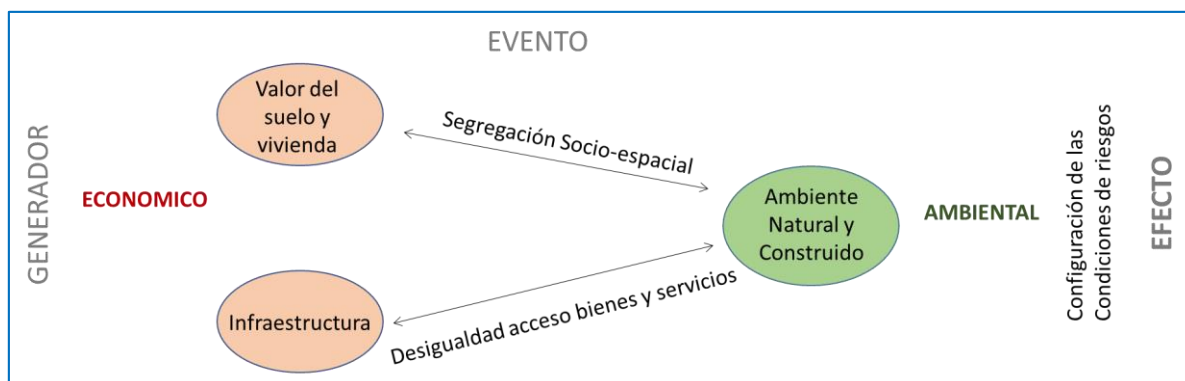 EVENTO
GENERADOR
ECONOMICO
Valor del
suelo y
vivienda
Infraestructura
Segregación Socio-espacial
Desigualdad acceso bienes y servicios
Ambiente
Natural y
Construido
AMBIENTAL
Configuración de las
Condiciones de riesgos
EFECTO